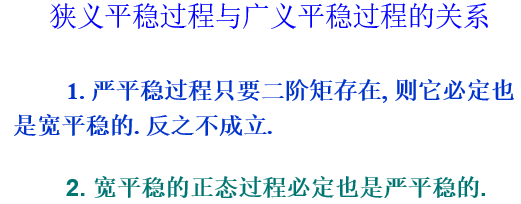 狭义平稳过程与广义平稳过程的关系
1. 严平稳过程只要二阶矩存在, 则它必定也
是宽平稳的. 反之不成立.
2. 宽平稳的正态过程必定也是严平稳的.